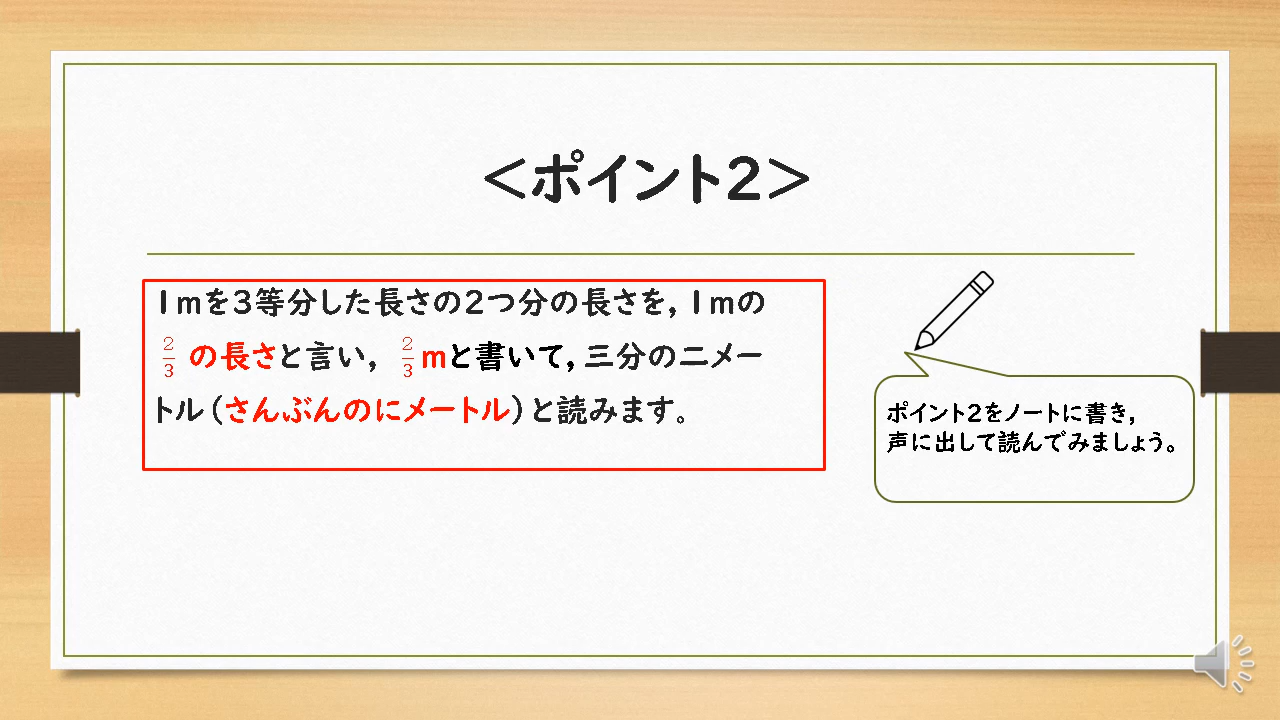 ＜ポイント２＞
１ｍを３等分した長さの２つ分の長さを，１ｍの
2/3 の長さと言い， 2/3 ｍと書いて，三分の二メー
トル（さんぶんのにメートル）と読みます。
ポイント２をノートに書き，
声に出して読んでみましょう。